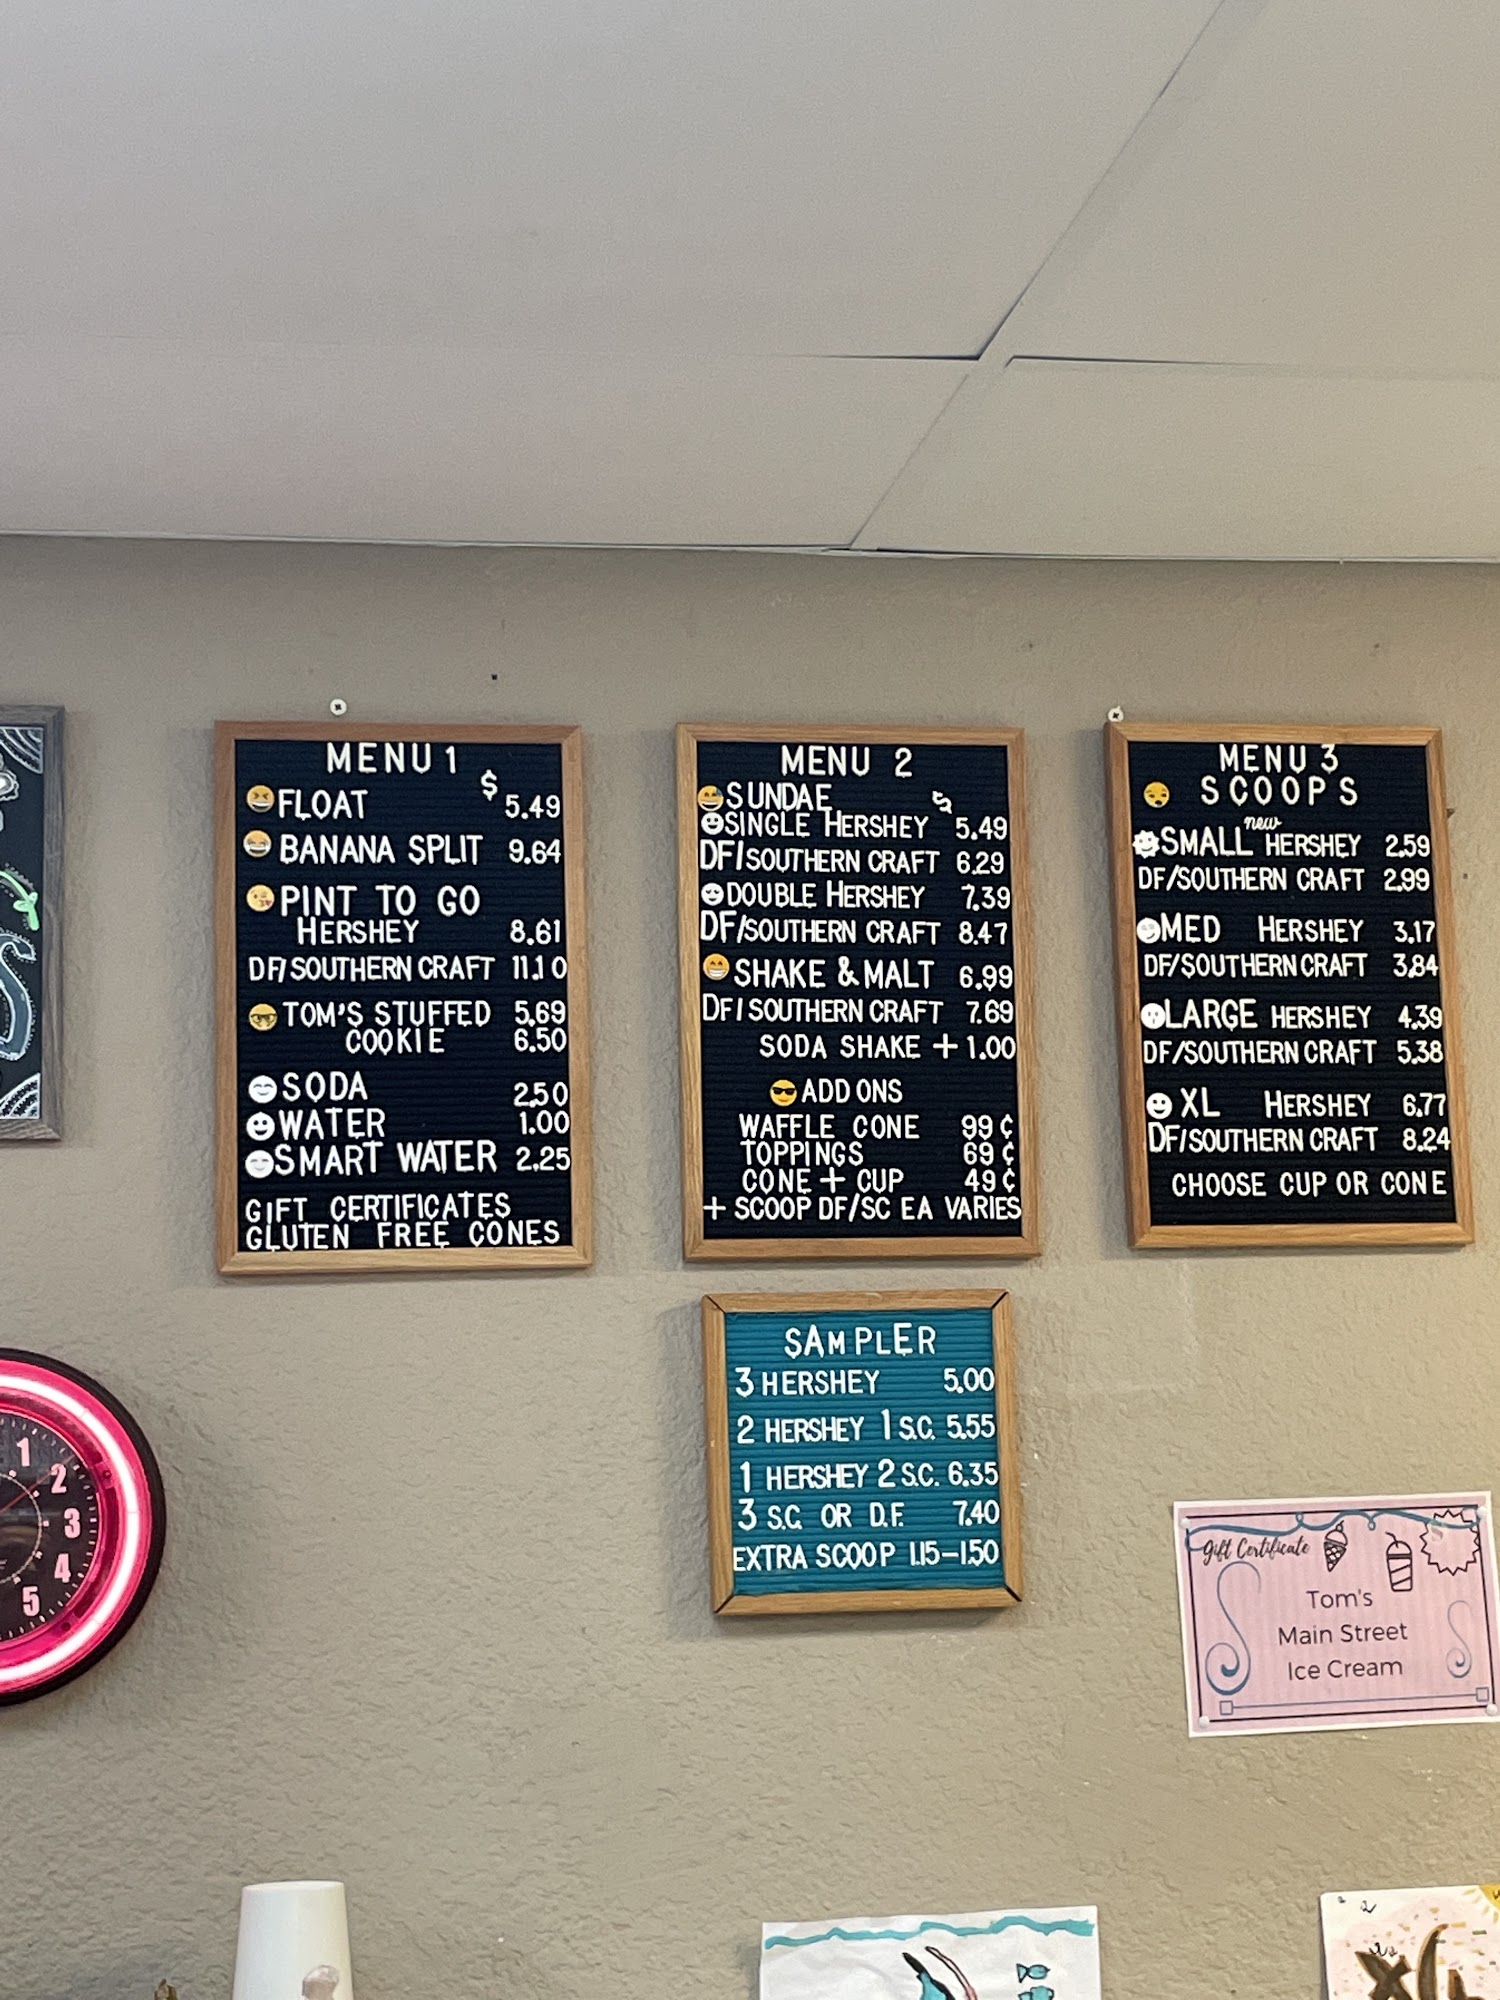 MENU 1
$
FLOAT 5.49
BANANA SPLIT 9.64
PINT TO GO
HERSHEY 8.61
DF/SOUTHERN CRAFT 11.10
TOM'S STUFFED 5.69
COOKIE 6.50
SODA 2.50
WATER 1.00
SMART WATER 2.25
GIFT CERTIFICATES
GLUTEN FREE CONES
MENU 2
SUNDAE
SINGLE HERSHEY 5.49
DF/SOUTHERN CRAFT 6.29
DOUBLE HERSHEY 7.39
DF/SOUTHERN CRAFT 8.47
SHAKE & MALT 6.99
DF/SOUTHERN CRAFT 7.69
SODA SHAKE + 1.00
ADD ONS
WAFFLE CONE 99¢
TOPPINGS 69¢
CONE + CUP 49¢
+ SCOOP DF/SC EA VARIES
MENU 3
SCOOPS
new
SMALL HERSHEY 2.59
DF/SOUTHERN CRAFT 2.99
MED HERSHEY 3.17
DF/SOUTHERN CRAFT 3.84
LARGE HERSHEY 4.39
DF/SOUTHERN CRAFT 5.38
XL HERSHEY 6.77
DF/SOUTHERN CRAFT 8.24
CHOOSE CUP OR CONE
SAMPLER
3 HERSHEY 5.00
2 HERSHEY 1 S.C. 5.55
1 HERSHEY 2 S.C. 6.35
3 S.C. OR D.F. 7.40
EXTRA SCOOP 1.15-1.50
1
2
3
4
5
Gift Certificate
Tom's
Main Street
Ice Cream